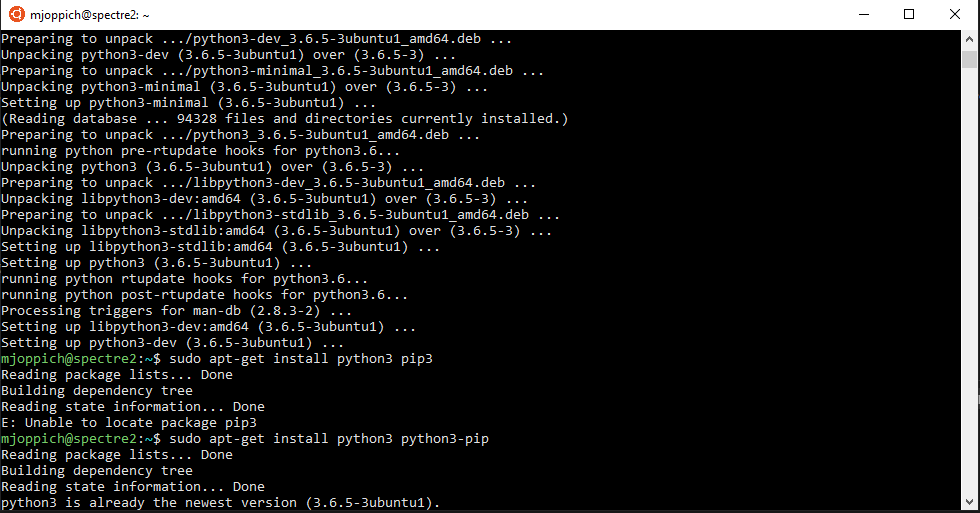 mjoppich@spectre2: ~
Preparing to unpack .../python3-dev_3.6.5-3ubuntu1_amd64.deb ...
Unpacking python3-dev (3.6.5-3ubuntu1) over (3.6.5-3) ...
Preparing to unpack .../python3-minimal_3.6.5-3ubuntu1_amd64.deb ...
Unpacking python3-minimal (3.6.5-3ubuntu1) over (3.6.5-3) ...
Setting up python3-minimal (3.6.5-3ubuntu1) ...
(Reading database ... 94328 files and directories currently installed.)
Preparing to unpack .../python3_3.6.5-3ubuntu1_amd64.deb ...
running python pre-rtupdate hooks for python3.6...
Unpacking python3 (3.6.5-3ubuntu1) over (3.6.5-3) ...
Preparing to unpack .../libpython3-dev_3.6.5-3ubuntu1_amd64.deb ...
Unpacking libpython3-dev:amd64 (3.6.5-3ubuntu1) over (3.6.5-3) ...
Preparing to unpack .../libpython3-stdlib_3.6.5-3ubuntu1_amd64.deb ...
Unpacking libpython3-stdlib:amd64 (3.6.5-3ubuntu1) over (3.6.5-3) ...
Setting up libpython3-stdlib:amd64 (3.6.5-3ubuntu1) ...
Setting up python3 (3.6.5-3ubuntu1) ...
running python rtupdate hooks for python3.6...
running python post-rtupdate hooks for python3.6...
Processing triggers for man-db (2.8.3-2) ...
Setting up libpython3-dev:amd64 (3.6.5-3ubuntu1) ...
Setting up python3-dev (3.6.5-3ubuntu1) ...
mjoppich@spectre2:~$ sudo apt-get install python3 pip3
Reading package lists... Done
Building dependency tree
Reading state information... Done
E: Unable to locate package pip3
mjoppich@spectre2:~$ sudo apt-get install python3 python3-pip
Reading package lists... Done
Building dependency tree
Reading state information... Done
python3 is already the newest version (3.6.5-3ubuntu1).